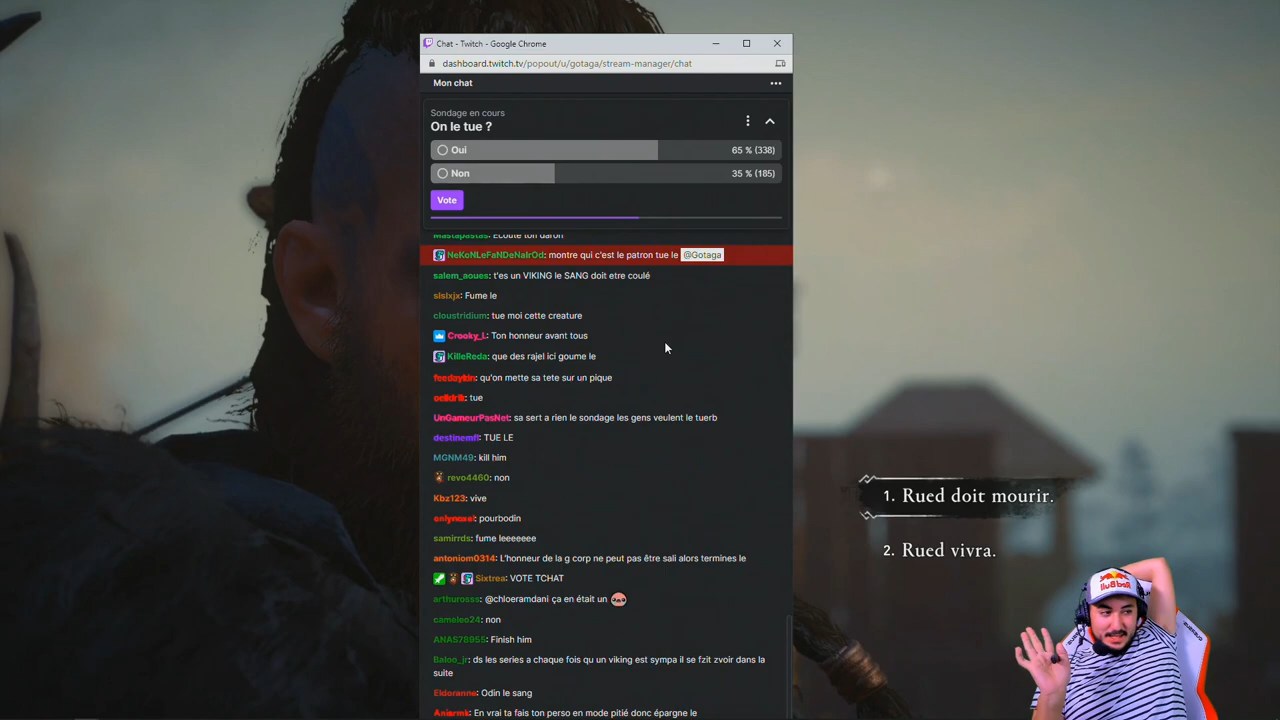 Chat - Twitch - Google Chrome
dashboard.twitch.tv/popout/u/gotaga/stream-manager/chat
Mon chat
Sondage en cours
On le tue ?
Oui 65 % (338)
Non 35 % (185)
Vote
Mastapastas: Ecoute ton daron
NeKoNLeFaNDeNaIrOd: montre qui c'est le patron tue le @Gotaga
salem_aoues: t'es un VIKING le SANG doit etre coulé
slslxjx: Fume le
cloustridium: tue moi cette creature
Crooky_L: Ton honneur avant tous
KilleReda: que des rajel ici goume le
feedaykin: qu'on mette sa tete sur un pique
tue
UnGameurPasNet: sa sert a rien le sondage les gens veulent le tuerb
destinemfl: TUE LE
MGNM49: kill him
revo4460: non
Kbz123: vive
onlynoxel: pourbodin
samirrds: fume leeeeeee
antoniom0314: L'honneur de la g corp ne peut pas être sali alors termines le
Sixtrea: VOTE TCHAT
arthurosss: @chloeramdani ça en était un
cameleo24: non
ANAS78955: Finish him
Baloo_jr: ds les series a chaque fois qu un viking est sympa il se fzit zvoir dans la
suite
Eldoranne: Odin le sang
En vrai ta fais ton perso en mode pitié donc épargne le
1. Rued doit mourir.
2. Rued vivra.
Red Bull